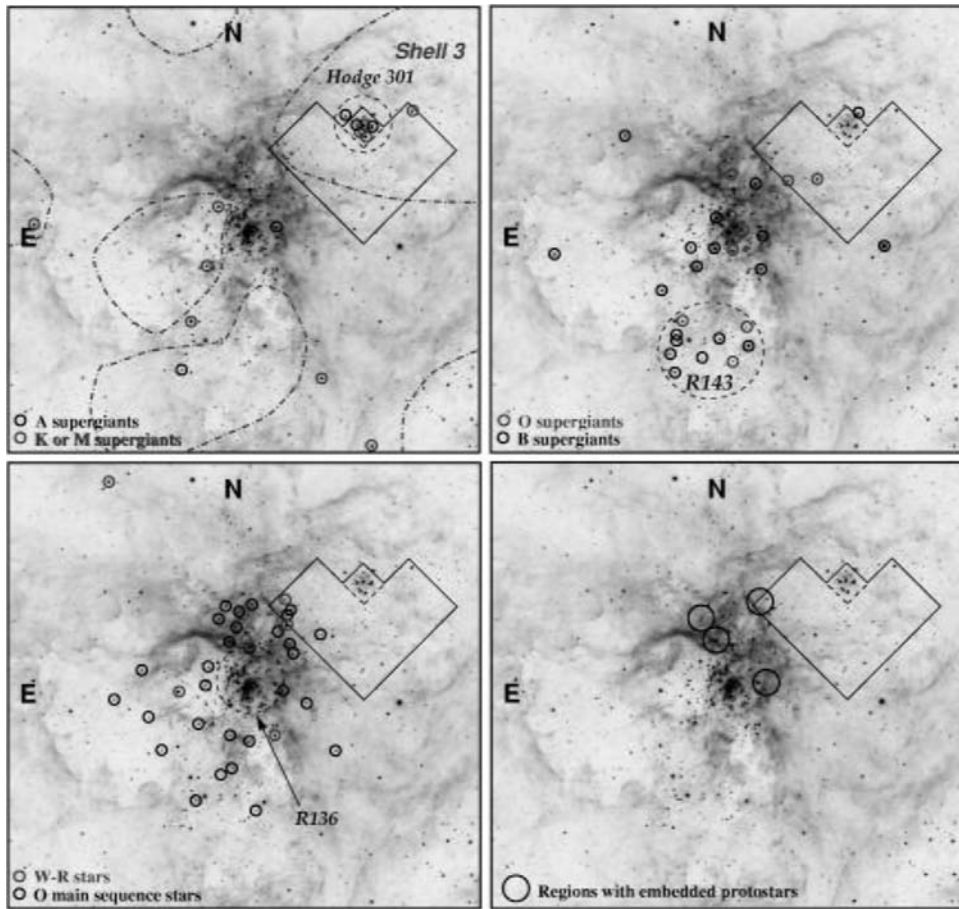 N
Shell 3
Hodge 301
E
A supergiants
K or M supergiants
N
E
R143
O supergiants
B supergiants
N
E
R136
W-R stars
O main sequence stars
N
E
Regions with embedded protostars